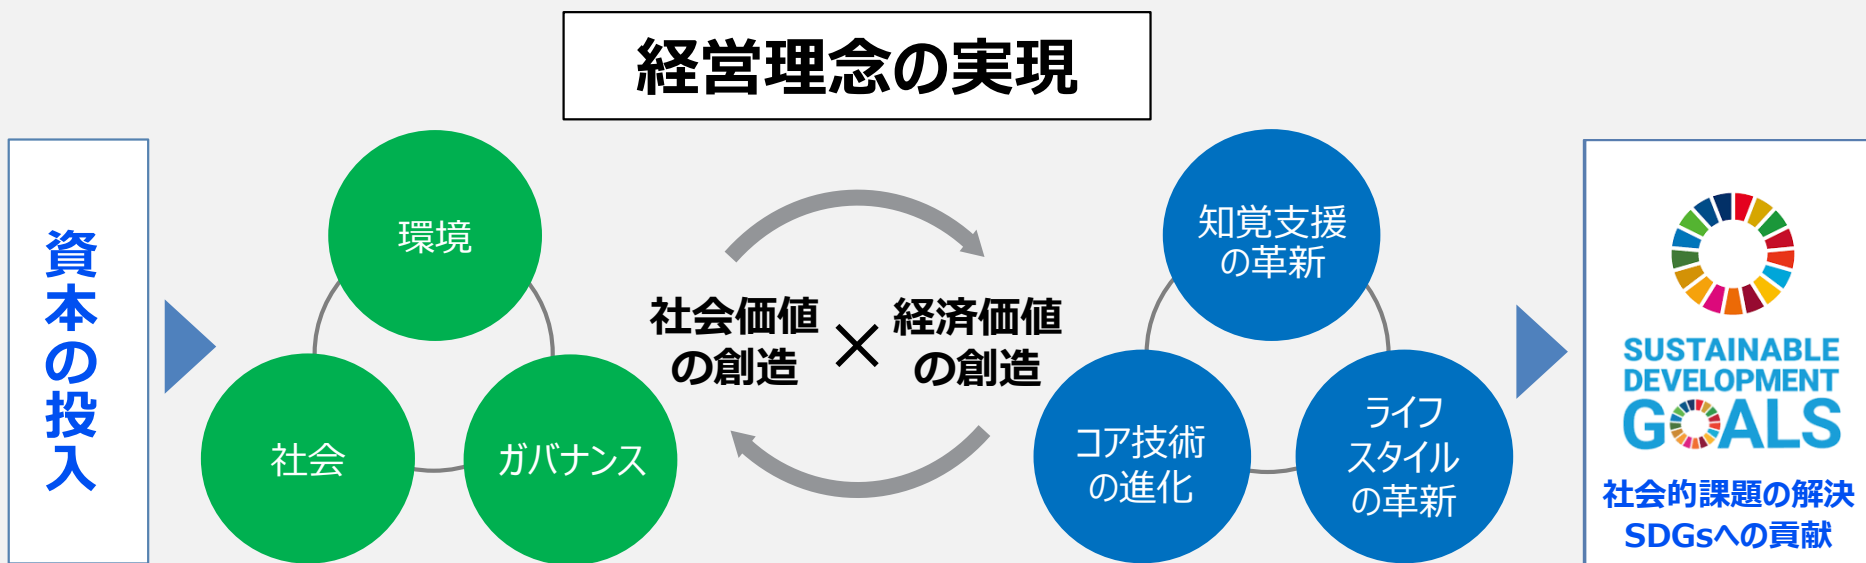 経営理念の実現
資本の投入
環境
社会
ガバナンス
社会価値
の創造
×
経済価値
の創造
知覚支援
の革新
コア技術
の進化
ライフ
スタイル
の革新
SUSTAINABLE
DEVELOPMENT
GOALS
社会的課題の解決
SDGsへの貢献